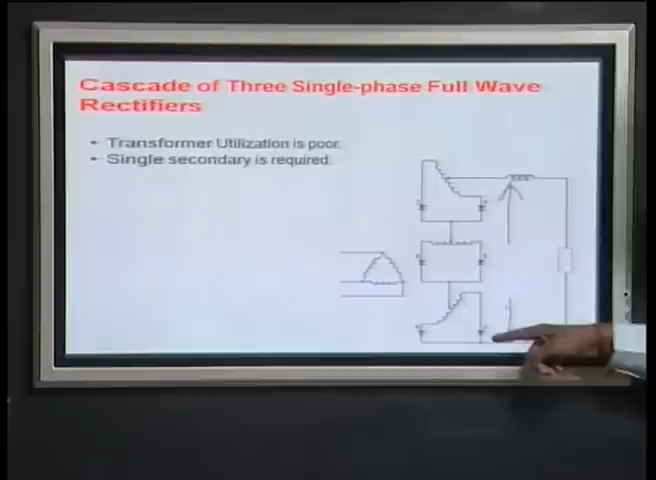 Cascade of Three Single-phase Full Wave
Rectifiers
• Transformer Utilization is poor.
• Single secondary is required.